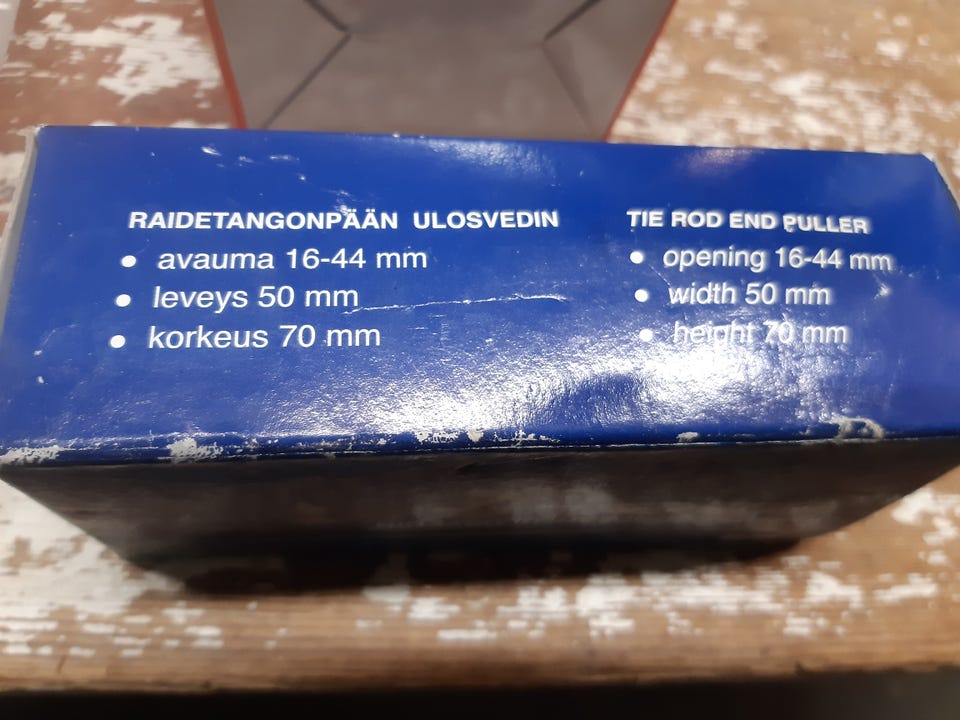 RAIDETANGONPÄÄN ULOSVEDIN
• avauma 16-44 mm
• leveys 50 mm
• korkeus 70 mm
TIE ROD END PULLER
• opening 16-44 mm
• width 50 mm
• height 70 mm